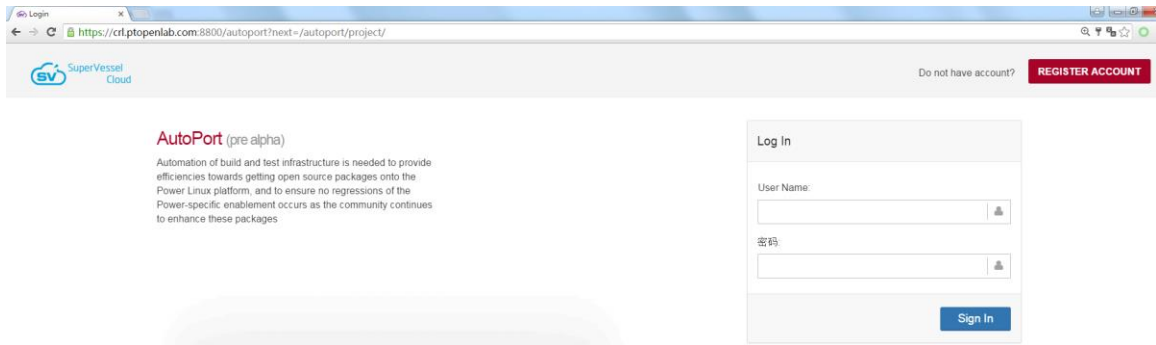 Login
https://crl.ptopenlab.com:8800/autoport?next=/autoport/project/
SV SuperVessel
Cloud
Do not have account?
REGISTER ACCOUNT
AutoPort (pre alpha)
Automation of build and test infrastructure is needed to provide
efficiencies towards getting open source packages onto the
Power Linux platform, and to ensure no regressions of the
Power-specific enablement occurs as the community continues
to enhance these packages
Log In
User Name:
密码:
Sign In